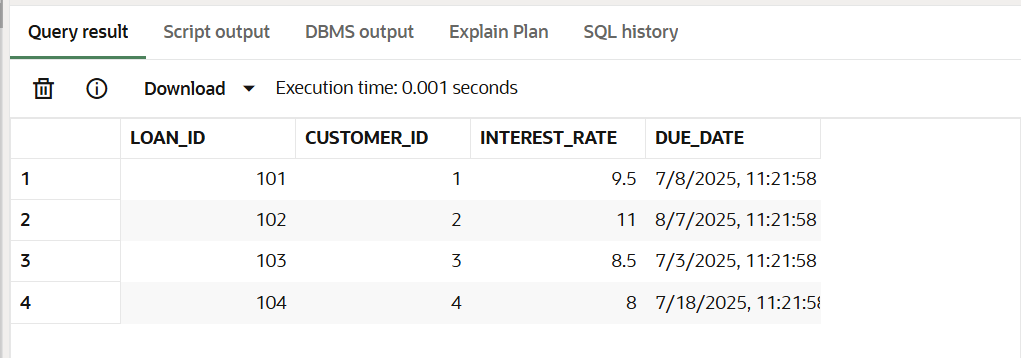 Query result Script output DBMS output Explain Plan SQL history
Download Execution time: 0.001 seconds
LOAN_ID CUSTOMER_ID INTEREST_RATE DUE_DATE
1 101 1 9.5 7/8/2025, 11:21:58
2 102 2 11 8/7/2025, 11:21:58
3 103 3 8.5 7/3/2025, 11:21:58
4 104 4 8 7/18/2025, 11:21:58